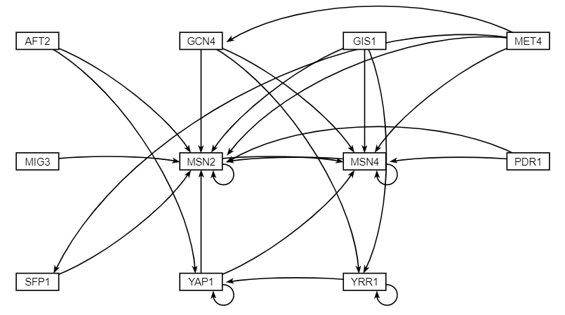 AFT2
GCN4
GIS1
MET4
MIG3
MSN2
MSN4
PDR1
SFP1
YAP1
YRR1